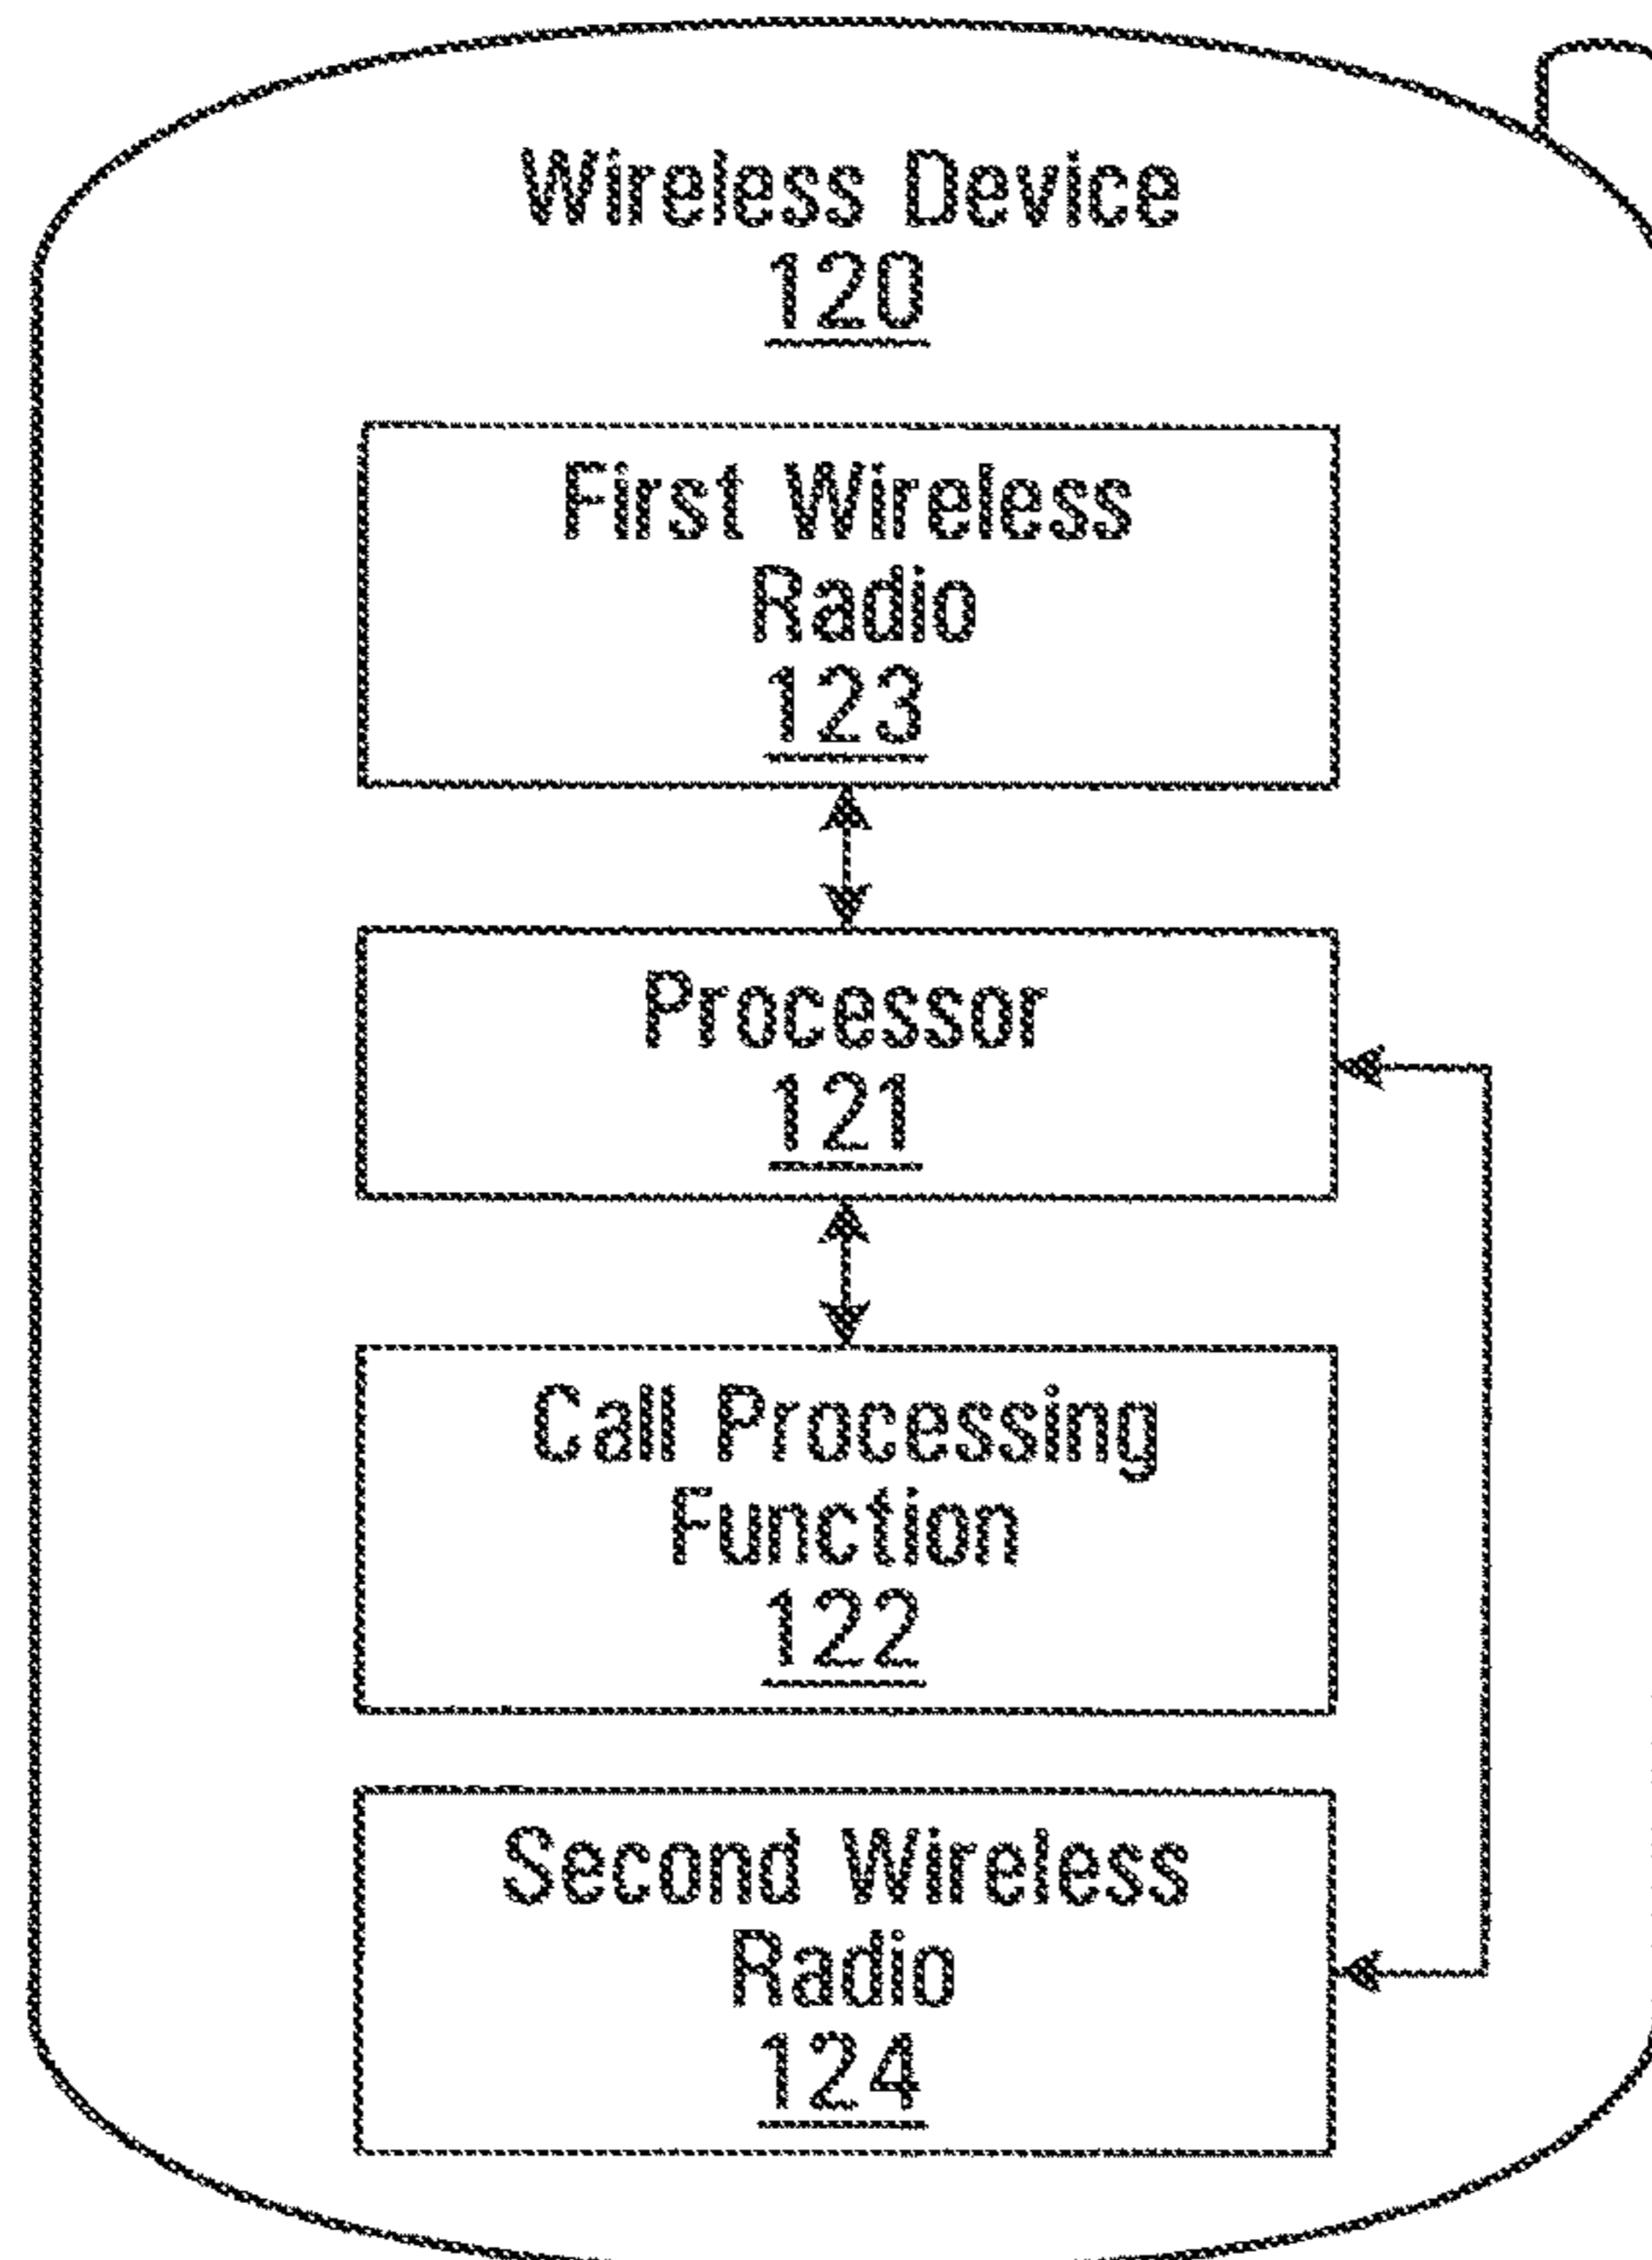 Wireless Device
120
First Wireless
Radio
123
Processor
121
Call Processing
Function
122
Second Wireless
Radio
124